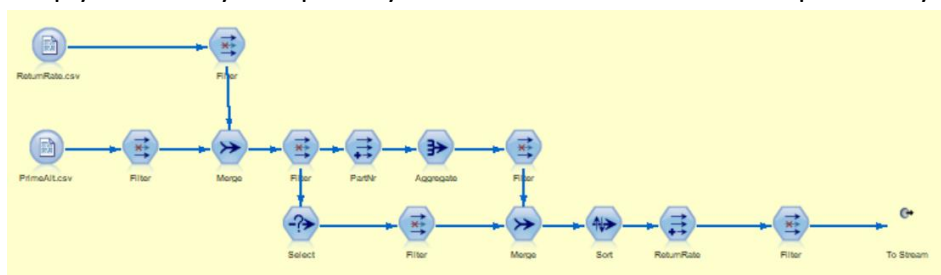 ReturnRate.csv
Filter
PrimeAlt.csv
Filter
Merge
Filter
PartNr
Aggregate
Filter
Select
Filter
Merge
Sort
ReturnRate
Filter
To Stream